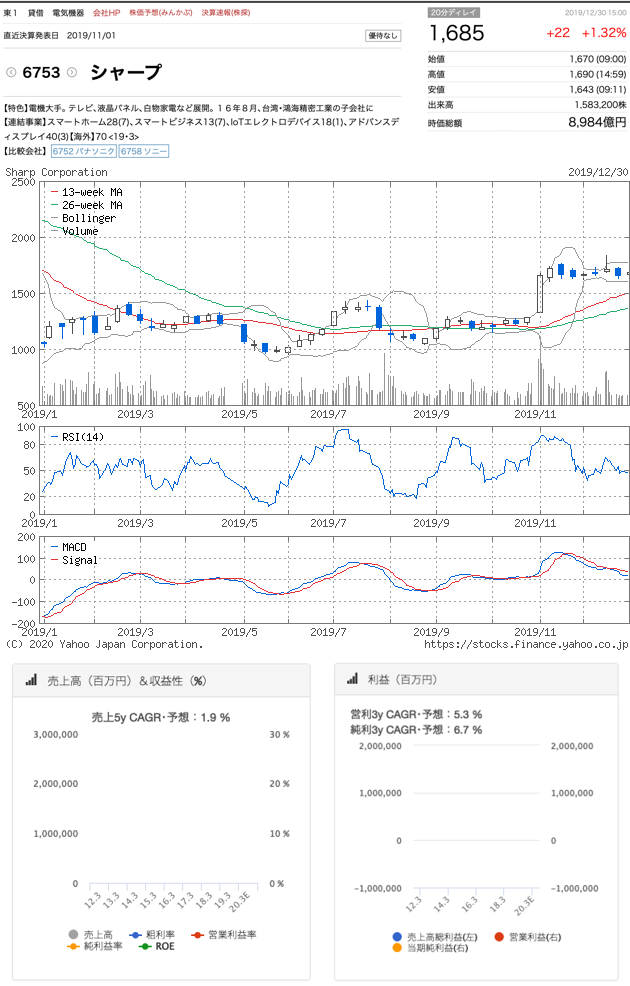 東1 貸借 電気機器 会社HP 株価予想(みんかぶ) 決算速報(株探)
直近決算発表日 2019/11/01 優待なし
6753 シャープ
【特色】電機大手。テレビ、液晶パネル、白物家電など展開。１６年８月、台湾・鴻海精密工業の子会社に
【連結事業】スマートホーム28(7)、スマートビジネス13(7)、IoTエレクトロデバイス18(1)、アドバンスデ
ィスプレイ40(3)【海外】70 <19・3>
【比較会社】 6752 パナソニク 6758 ソニー
20分ディレイ 2019/12/30 15:00
1,685 +22 +1.32%
始値 1,670 (09:00)
高値 1,690 (14:59)
安値 1,643 (09:11)
出来高 1,583,200株
時価総額 8,984億円
Sharp Corporation 2019/12/30
2500
2000
1500
1000
500
13-week MA
26-week MA
Bollinger
Volume
2019/1 2019/3 2019/5 2019/7 2019/9 2019/11
100
80
50
20
0
RSI(14)
2019/1 2019/3 2019/5 2019/7 2019/9 2019/11
200
100
0
-100
-200
MACD
Signal
2019/1 2019/3 2019/5 2019/7 2019/9 2019/11
(C) 2020 Yahoo Japan Corporation. https://stocks.finance.yahoo.co.jp
売上高（百万円）＆収益性（%）
売上5y CAGR・予想：1.9 %
3,000,000 30 %
2,000,000 20 %
1,000,000 10 %
0 0 %
12.3 13.3 14.3 15.3 16.3 17.3 18.3 19.3 20.3E
売上高 粗利率 営業利益率
純利益率 ROE
利益（百万円）
営利3y CAGR・予想：5.3 %
純利3y CAGR・予想：6.7 %
2,000,000 2,000,000
1,000,000 1,000,000
0 0
-1,000,000 -1,000,000
12.3 14.3 16.3 18.3 20.3E
売上高総利益(左) 営業利益(右)
当期純利益(右)